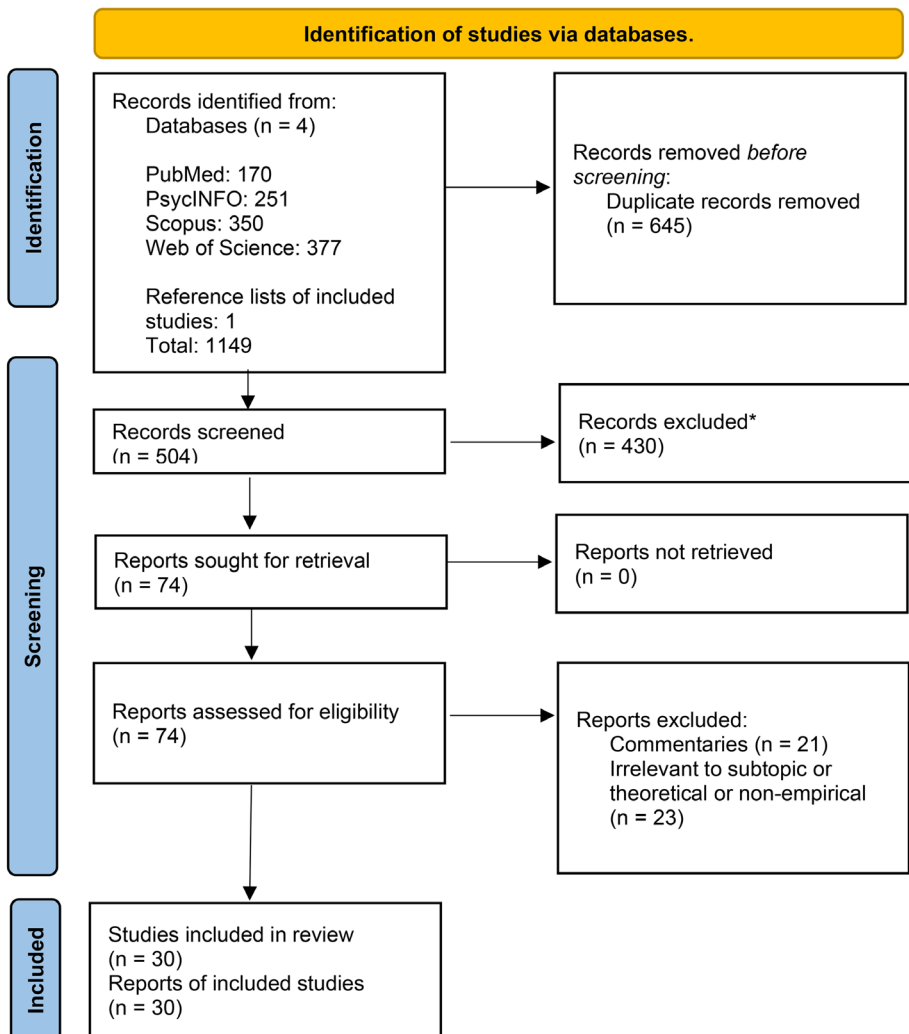 Identification of studies via databases.
Identification
Records identified from:
Databases (n = 4)
PubMed: 170
PsycINFO: 251
Scopus: 350
Web of Science: 377
Reference lists of included
studies: 1
Total: 1149
Records removed before
screening:
Duplicate records removed
(n = 645)
Screening
Records screened
(n = 504)
Records excluded*
(n = 430)
Reports sought for retrieval
(n = 74)
Reports not retrieved
(n = 0)
Reports assessed for eligibility
(n = 74)
Reports excluded:
Commentaries (n = 21)
Irrelevant to subtopic or
theoretical or non-empirical
(n = 23)
Included
Studies included in review
(n = 30)
Reports of included studies
(n = 30)